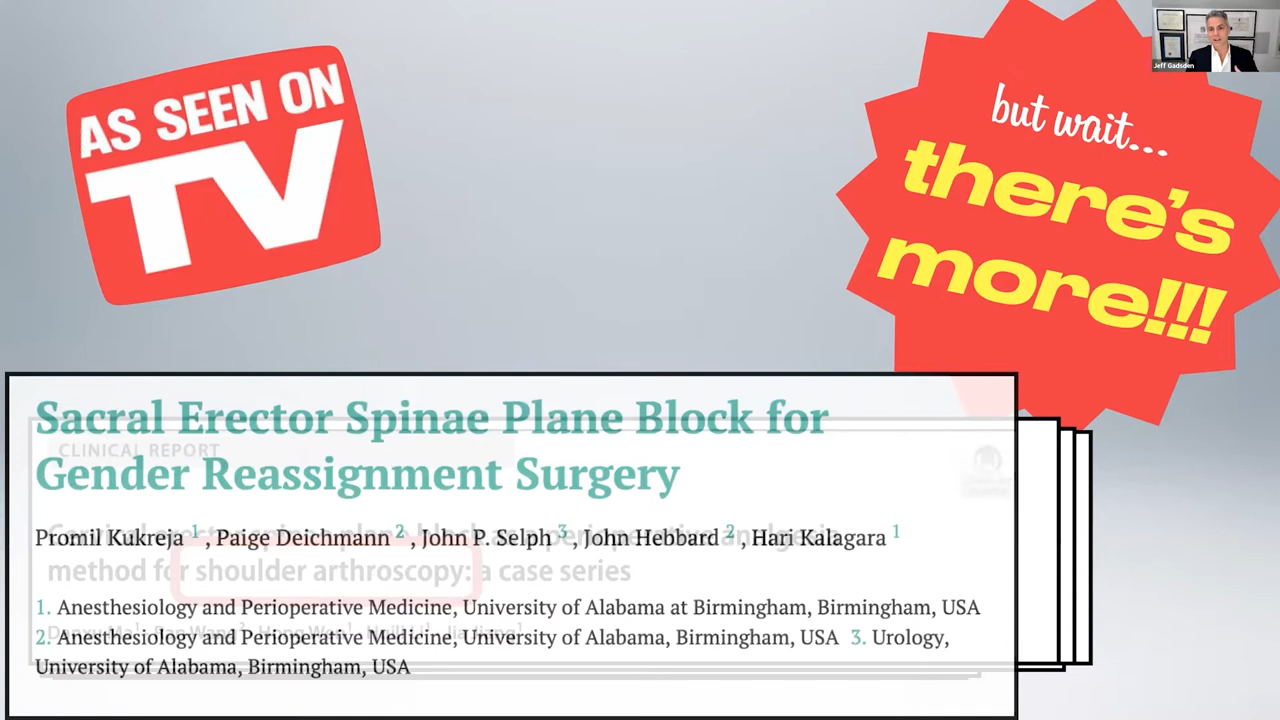 AS SEEN ON
TV
but wait...
there's
more!!!
Jeff Gadsden
Sacral Erector Spinae Plane Block for
Gender Reassignment Surgery
Promil Kukreja 1 , Paige Deichmann 2 , John P. Selph 3 , John Hebbard 2 , Hari Kalagara 1
1. Anesthesiology and Perioperative Medicine, University of Alabama at Birmingham, Birmingham, USA
2. Anesthesiology and Perioperative Medicine, University of Alabama, Birmingham, USA 3. Urology,
University of Alabama, Birmingham, USA
CLINICAL REPORT
method for shoulder arthroscopy: a case series